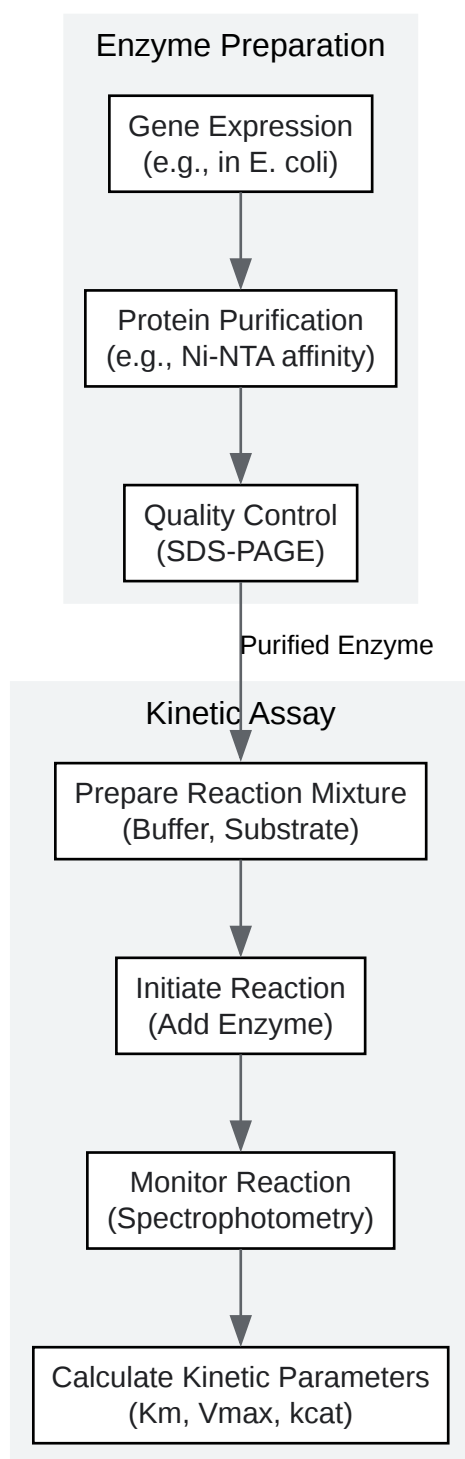 Enzyme Preparation
Gene Expression
(e.g., in E. coli)
Protein Purification
(e.g., Ni-NTA affinity)
Quality Control
(SDS-PAGE)
Purified Enzyme
Kinetic Assay
Prepare Reaction Mixture
(Buffer, Substrate)
Initiate Reaction
(Add Enzyme)
Monitor Reaction
(Spectrophotometry)
Calculate Kinetic Parameters
(Km, Vmax, kcat)